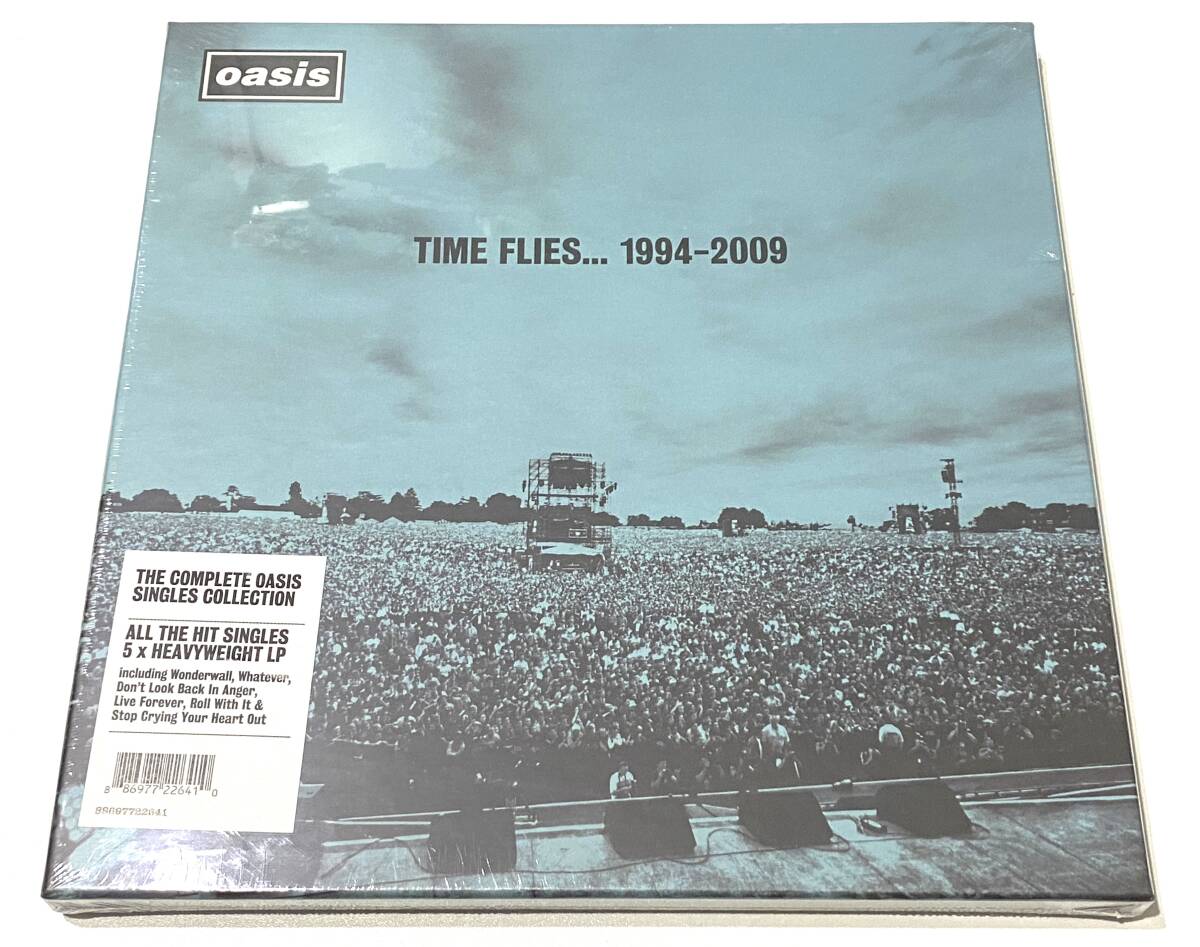 oasis
TIME FLIES... 1994-2009
THE COMPLETE OASIS
SINGLES COLLECTION
ALL THE HIT SINGLES
5 x HEAVYWEIGHT LP
including Wonderwall, Whatever,
Don't Look Back In Anger,
Live Forever, Roll With It &
Stop Crying Your Heart Out
8 86977 22641 0
88697722641